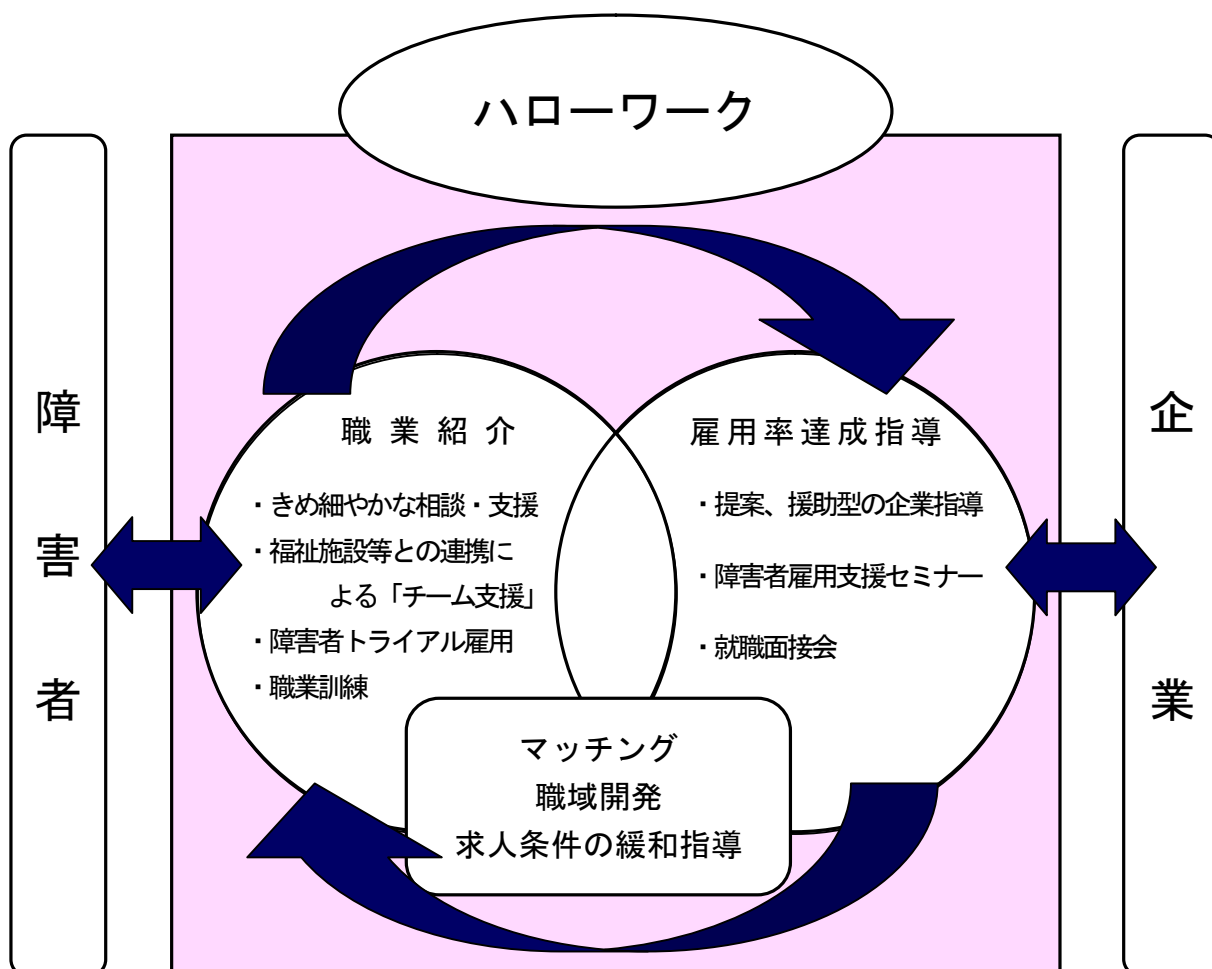 ハローワーク
障害者
職業紹介
・きめ細やかな相談・支援
・福祉施設等との連携に
よる「チーム支援」
・障害者トライアル雇用
・職業訓練
雇用率達成指導
・提案、援助型の企業指導
・障害者雇用支援セミナー
・就職面接会
マッチング
職域開発
求人条件の緩和指導
企業